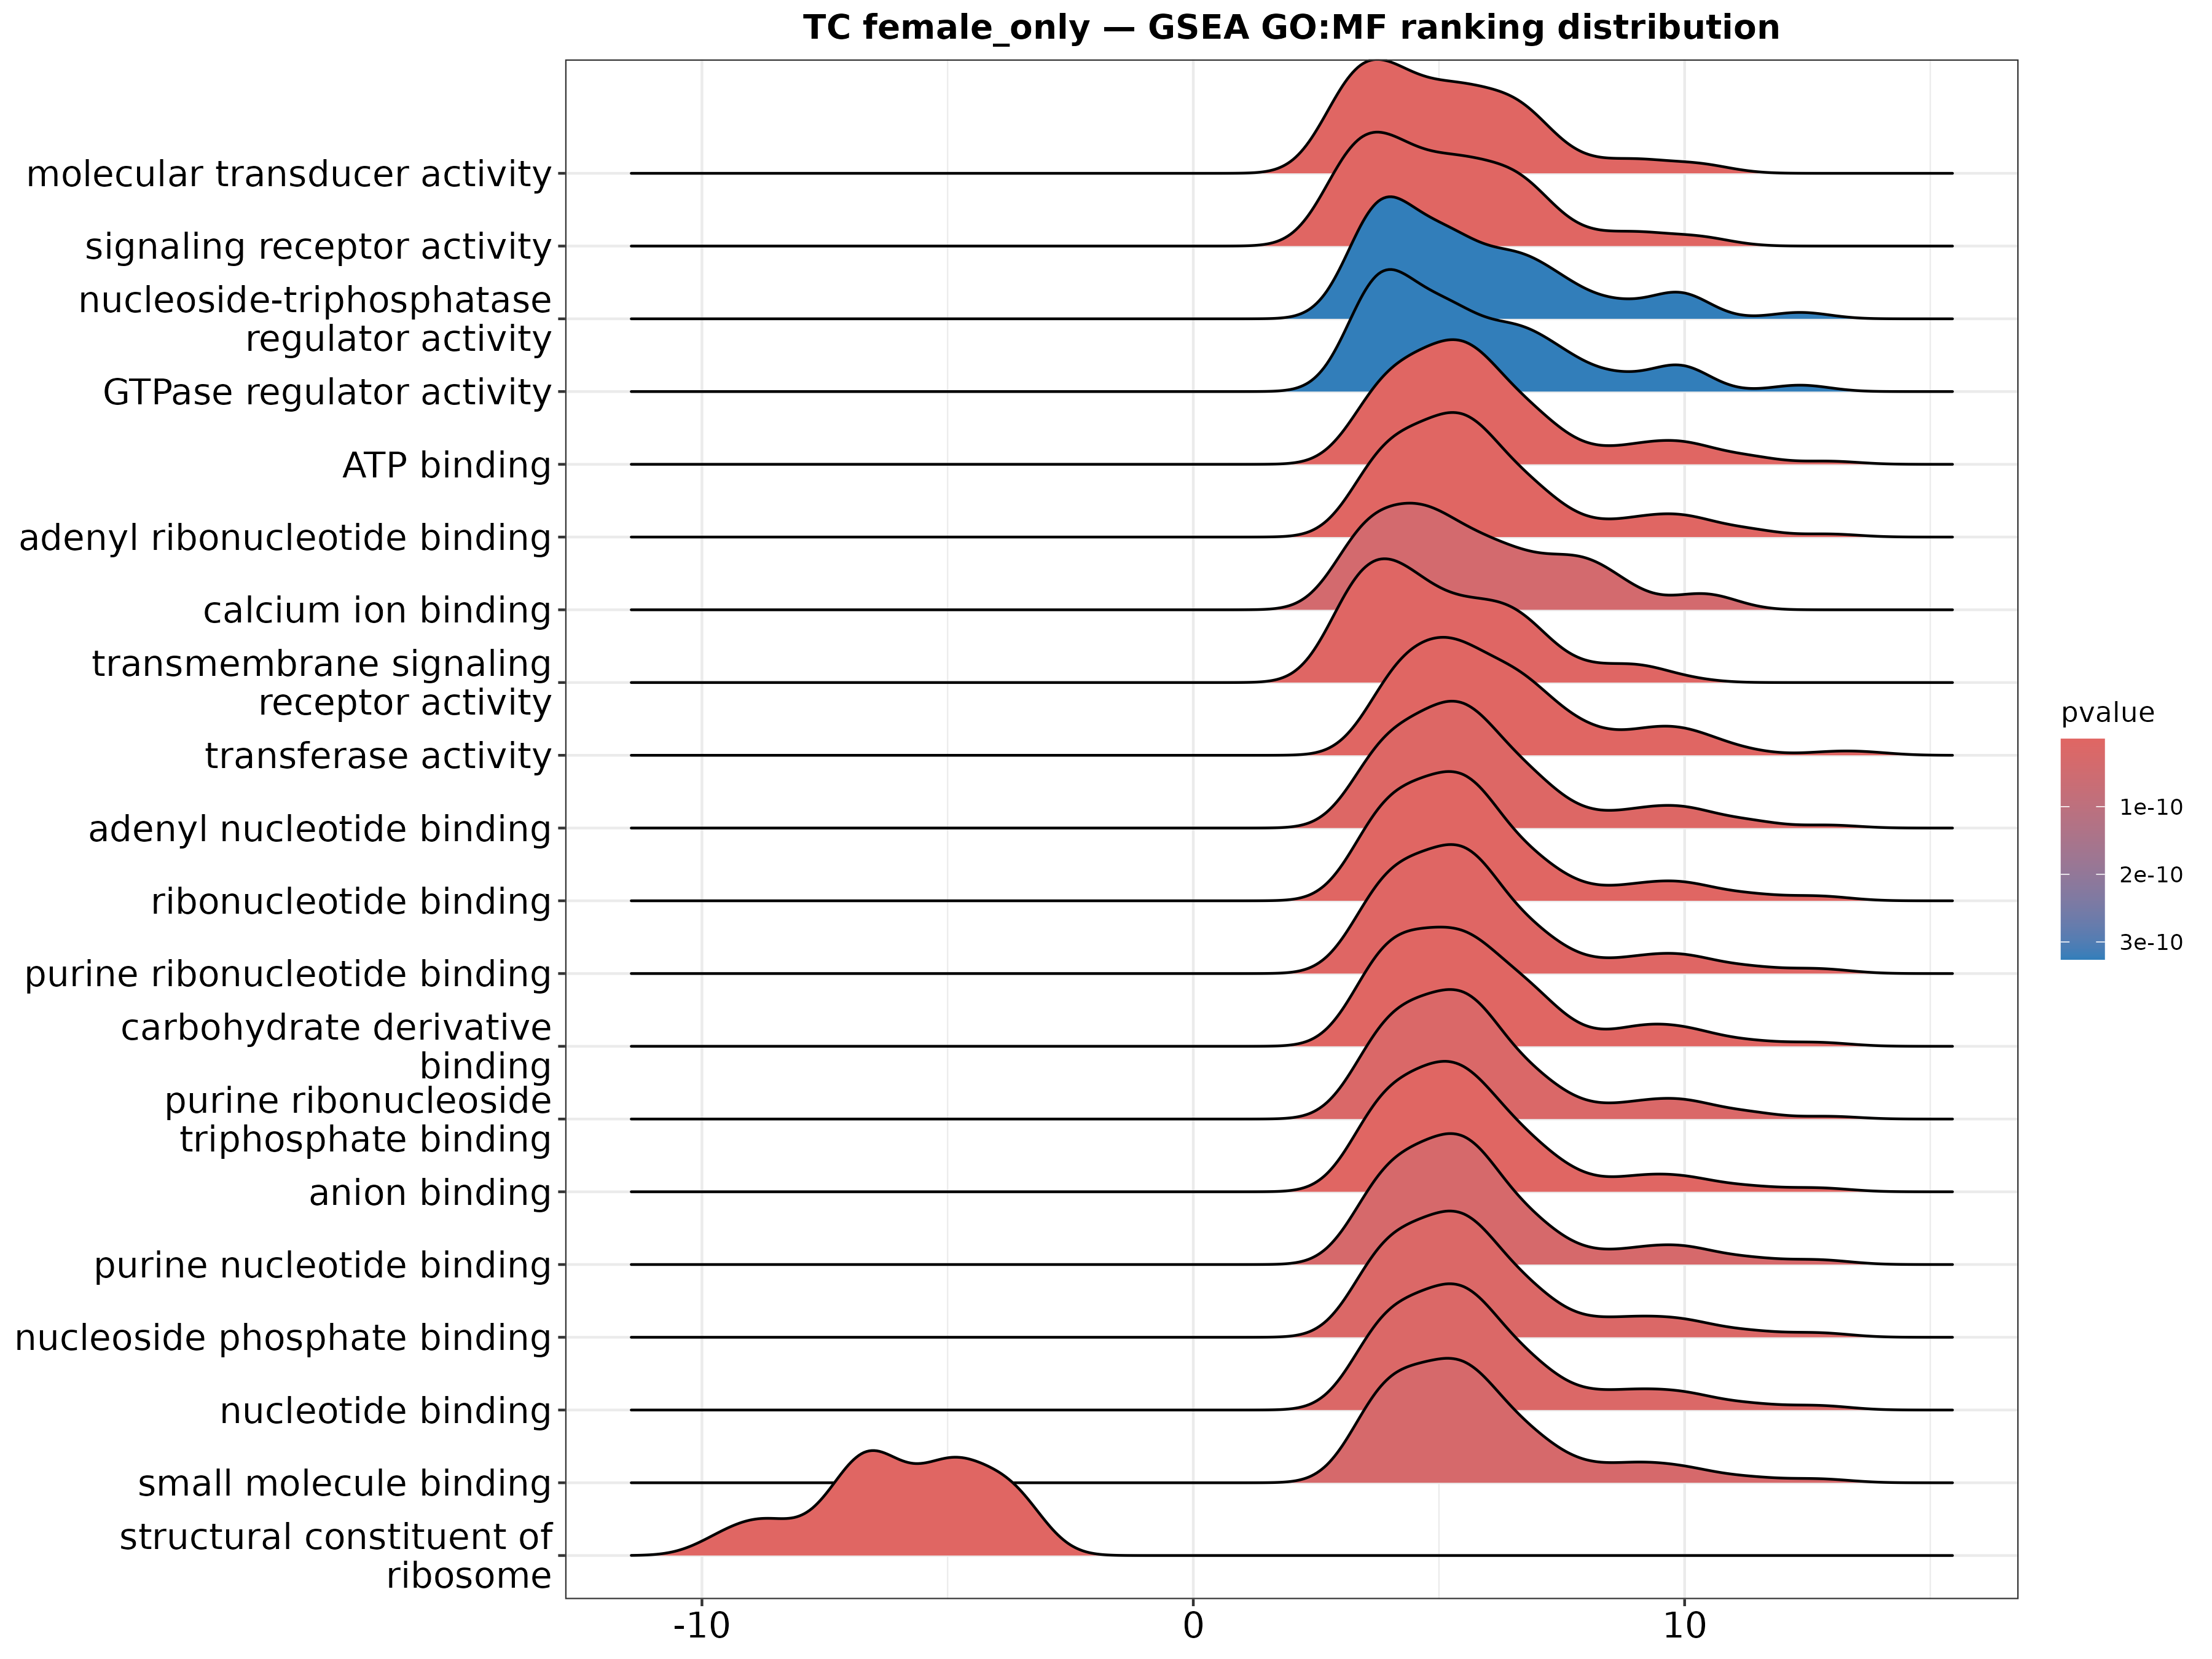 TC female_only — GSEA GO:MF ranking distribution
molecular transducer activity
signaling receptor activity
nucleoside-triphosphatase
regulator activity
GTPase regulator activity
ATP binding
adenyl ribonucleotide binding
calcium ion binding
transmembrane signaling
receptor activity
transferase activity
adenyl nucleotide binding
ribonucleotide binding
purine ribonucleotide binding
carbohydrate derivative
binding
purine ribonucleoside
triphosphate binding
anion binding
purine nucleotide binding
nucleoside phosphate binding
nucleotide binding
small molecule binding
structural constituent of
ribosome
-10 0 10
pvalue
1e-10
2e-10
3e-10